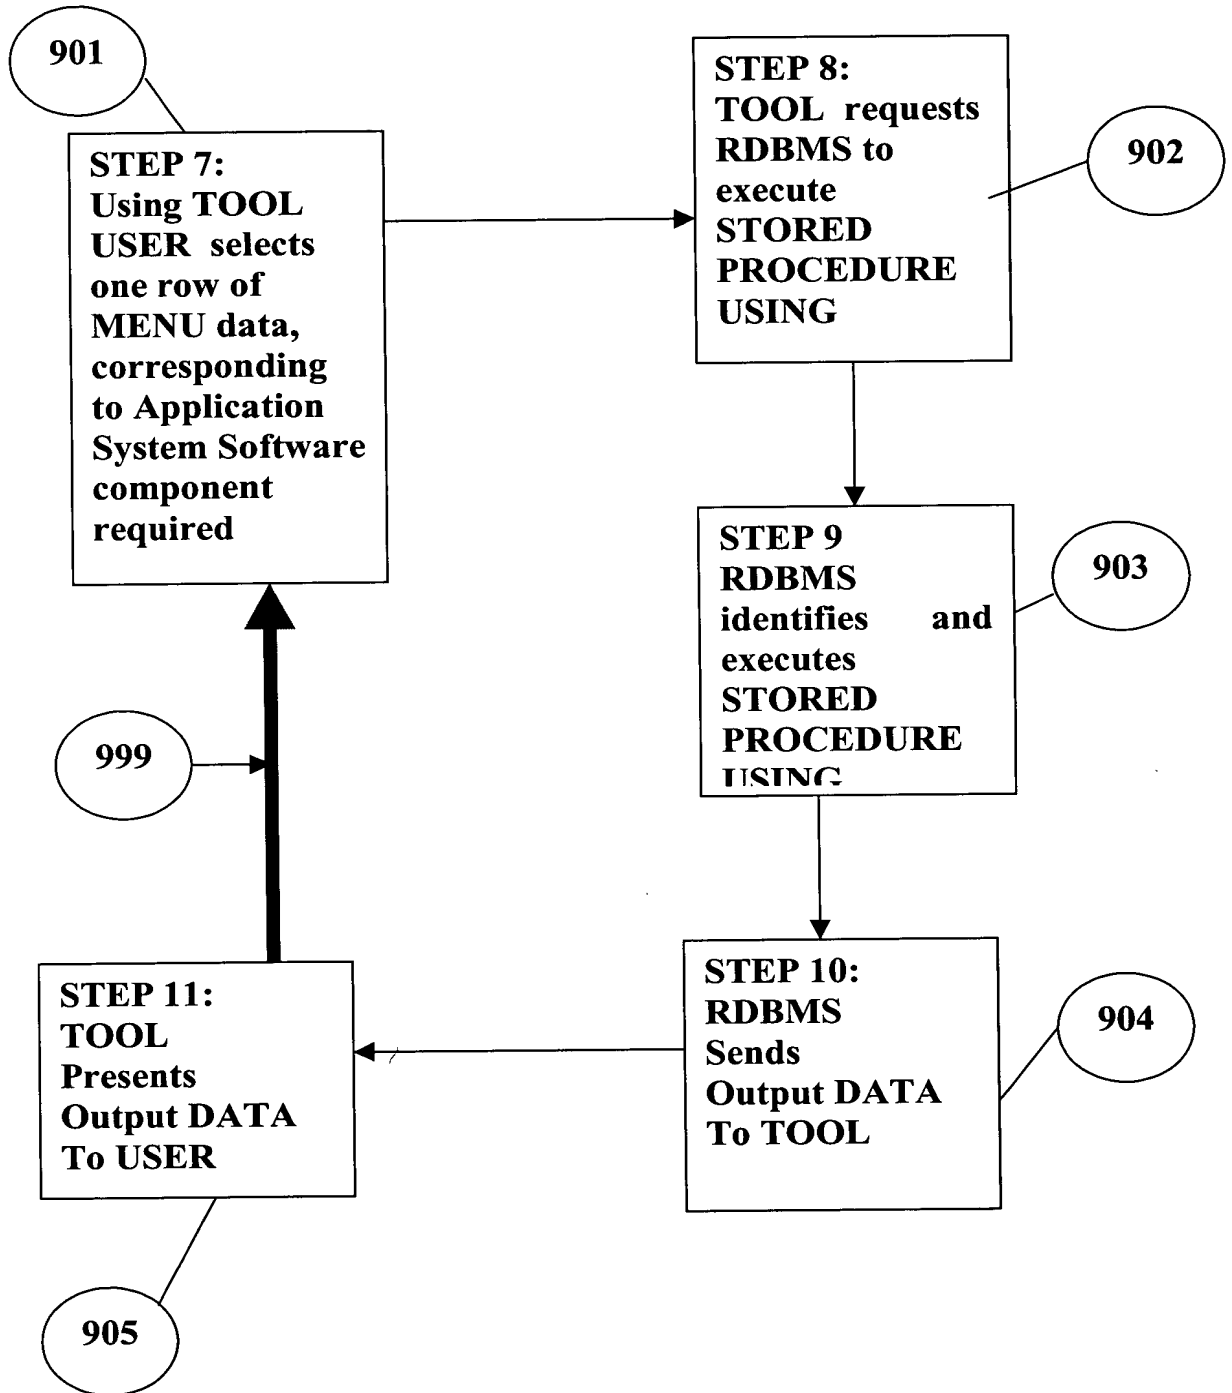 901
STEP 7:
Using TOOL
USER selects
one row of
MENU data,
corresponding
to Application
System Software
component
required
STEP 8:
TOOL requests
RDBMS to
execute
STORED
PROCEDURE
USING
902
STEP 9
RDBMS
identifies and
executes
STORED
PROCEDURE
USING
903
STEP 10:
RDBMS
Sends
Output DATA
To TOOL
904
STEP 11:
TOOL
Presents
Output DATA
To USER
905
999